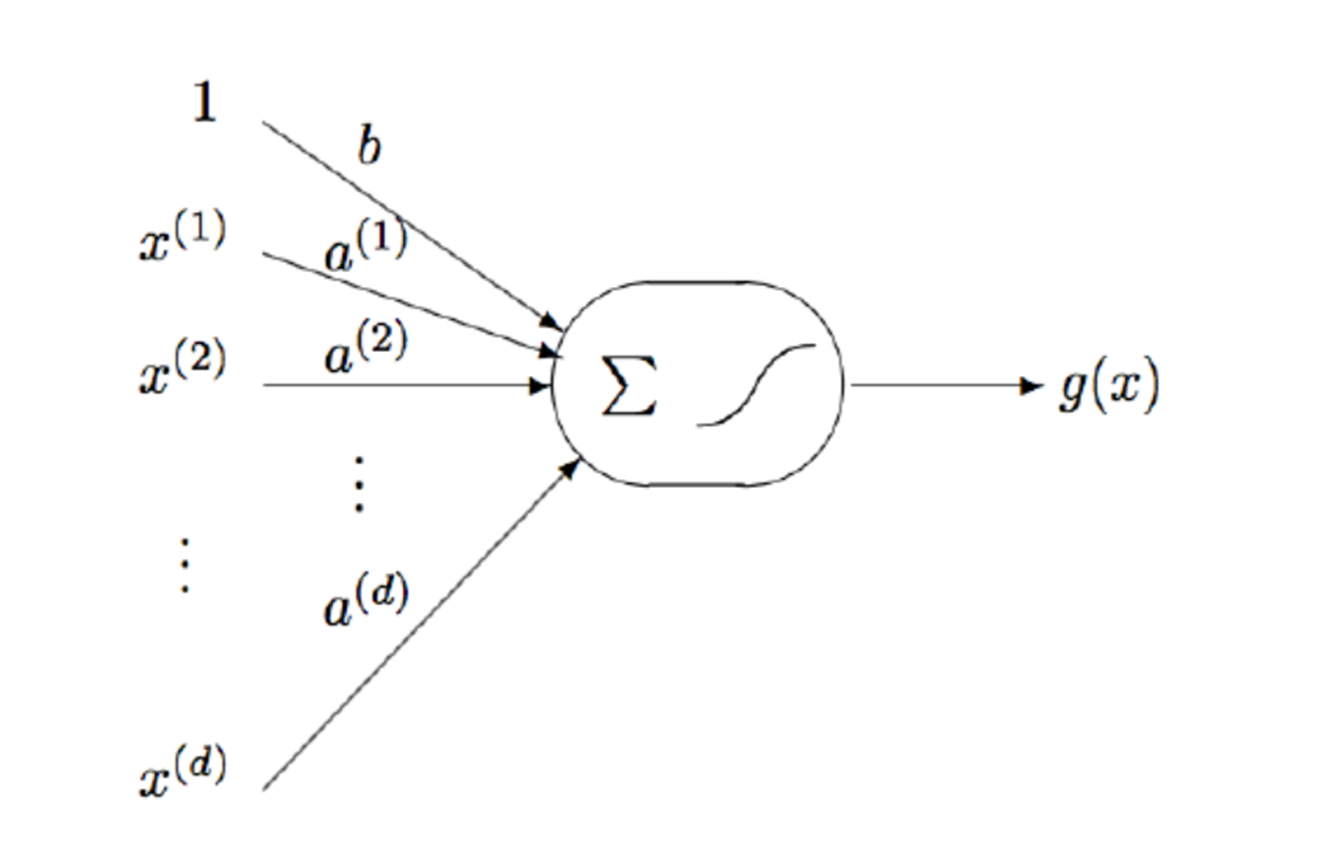 1
b
x^(1)
a^(1)
x^(2)
a^(2)
∑
g(x)
⋮
⋮
a^(d)
x^(d)